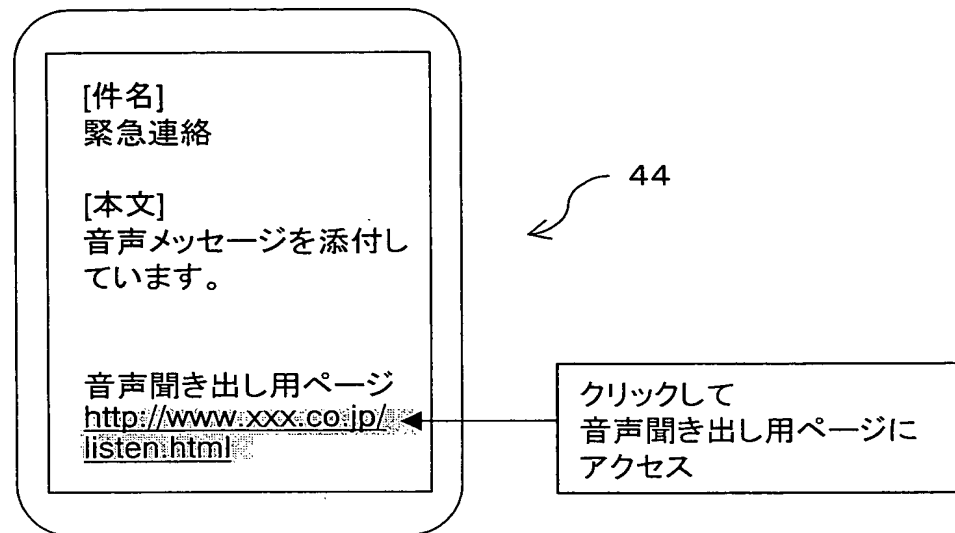 [件名]
緊急連絡
[本文]
音声メッセージを添付し
ています。
音声聞き出し用ページ
http://www.xxx.co.jp/
listen.html
44
クリックして
音声聞き出し用ページに
アクセス